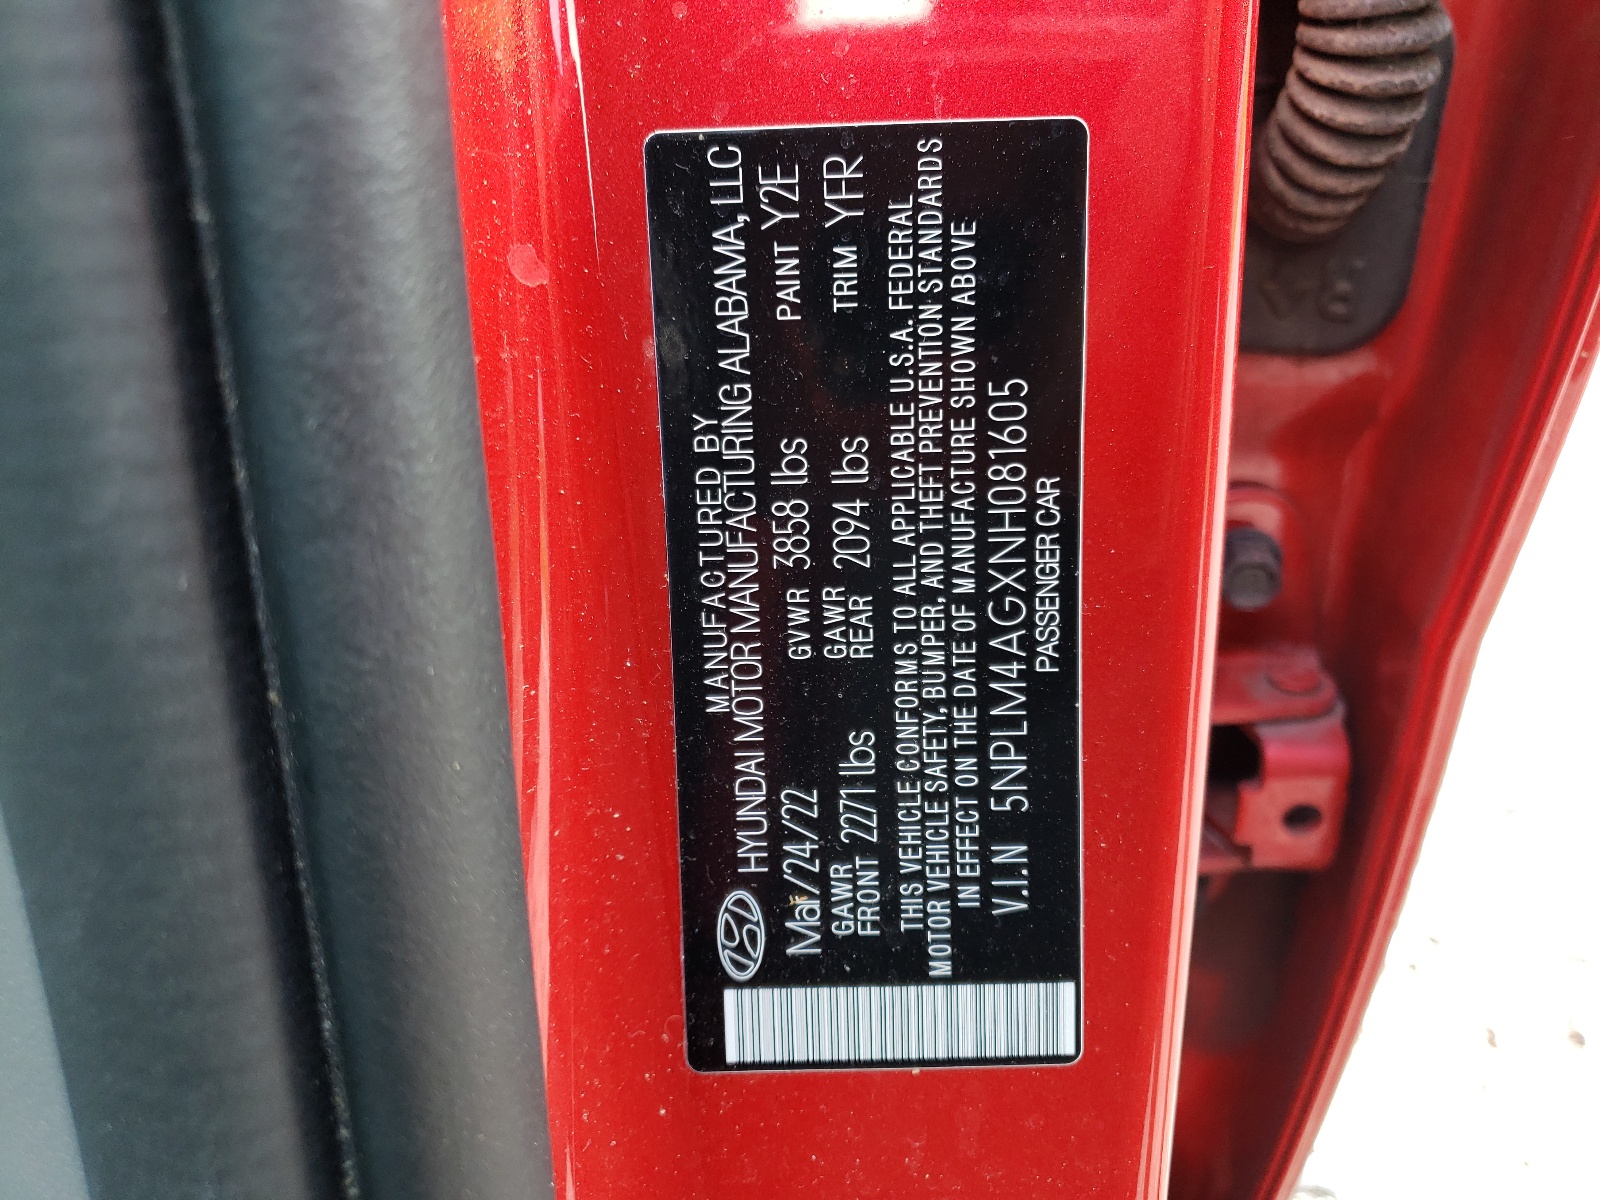 MANUFACTURED BY
HYUNDAI MOTOR MANUFACTURING ALABAMA, LLC
Mar/24/22 GVWR 3858 lbs PAINT Y2E
GAWR FRONT 2271 lbs GAWR REAR 2094 lbs TRIM YFR
THIS VEHICLE CONFORMS TO ALL APPLICABLE U.S.A. FEDERAL
MOTOR VEHICLE SAFETY, BUMPER, AND THEFT PREVENTION STANDARDS
IN EFFECT ON THE DATE OF MANUFACTURE SHOWN ABOVE
V.I.N 5NPLM4AGXNH081605
PASSENGER CAR